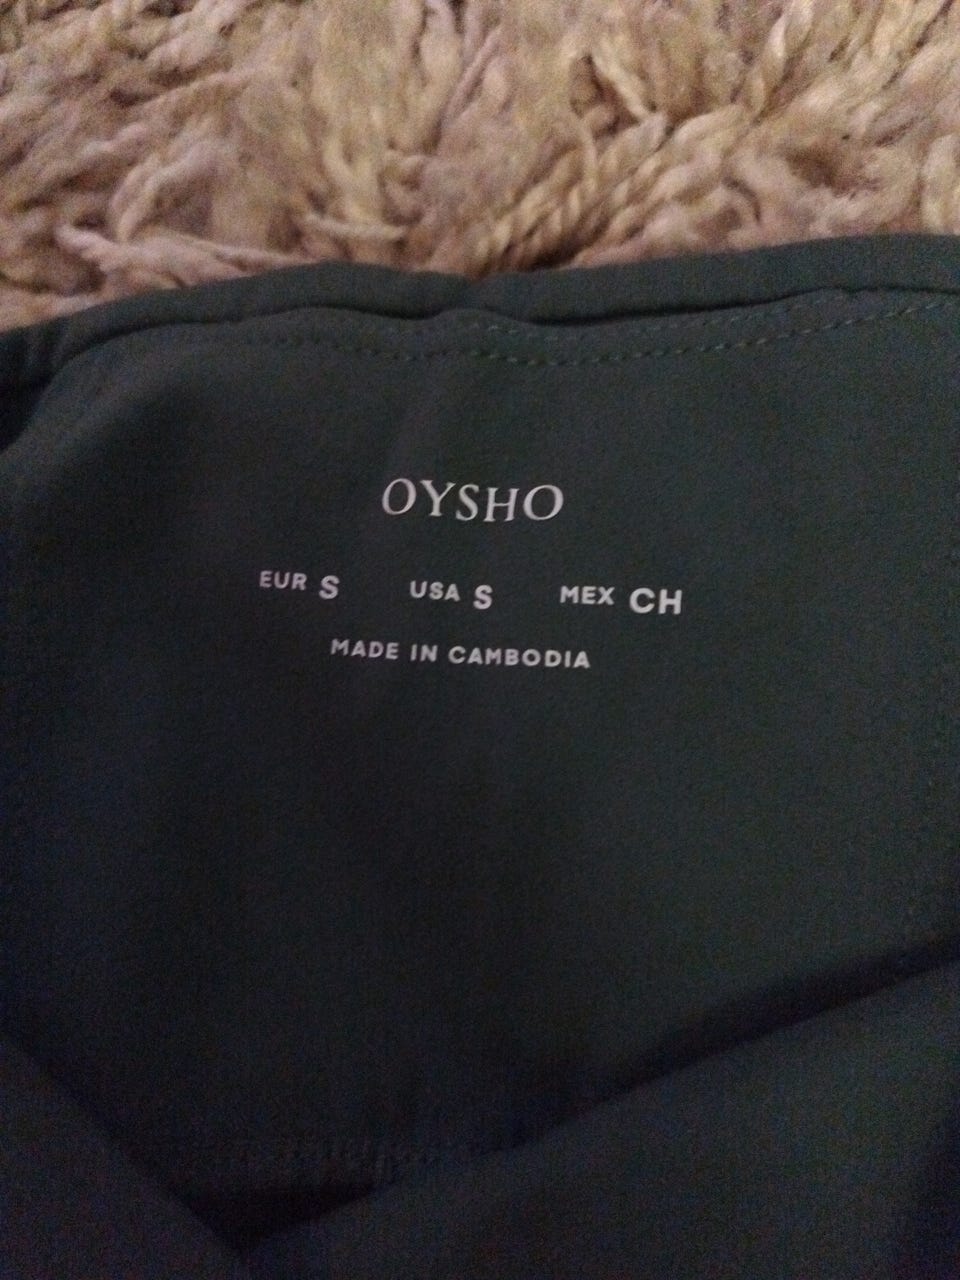 OYSHO
EUR S USA S MEX CH
MADE IN CAMBODIA